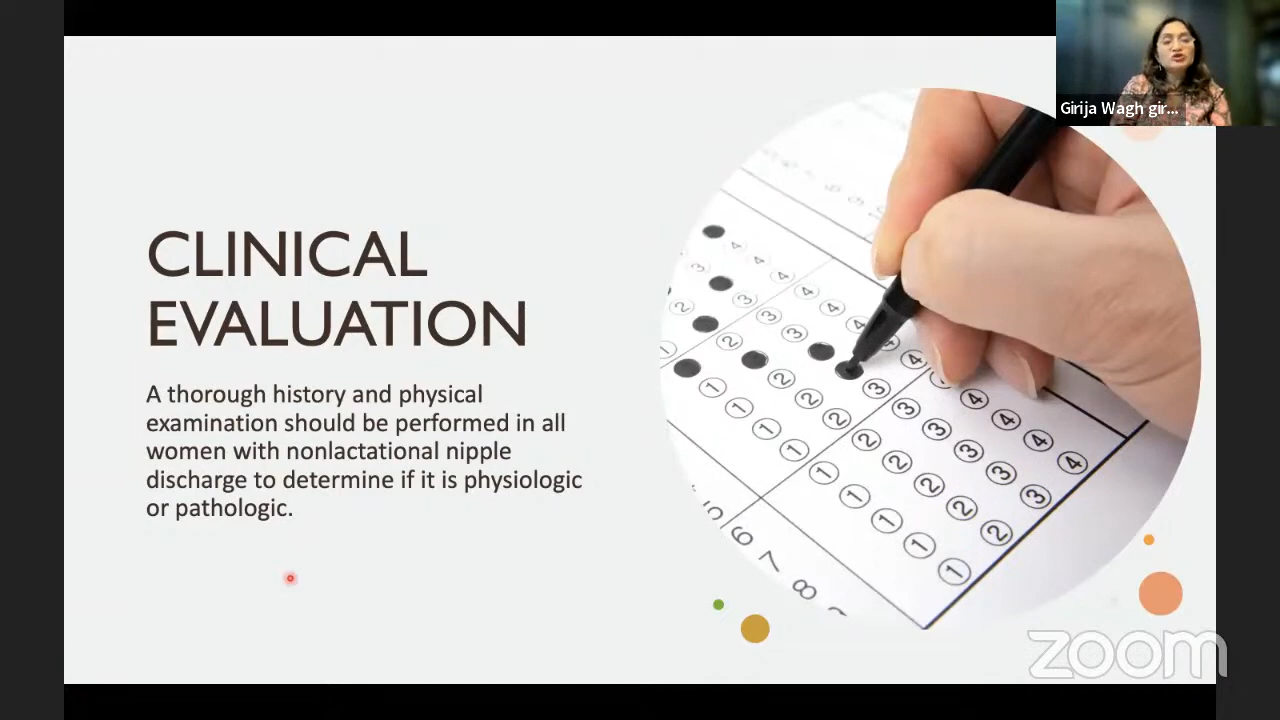 CLINICAL
EVALUATION
A thorough history and physical
examination should be performed in all
women with nonlactational nipple
discharge to determine if it is physiologic
or pathologic.
Girija Wagh gir...
zoom